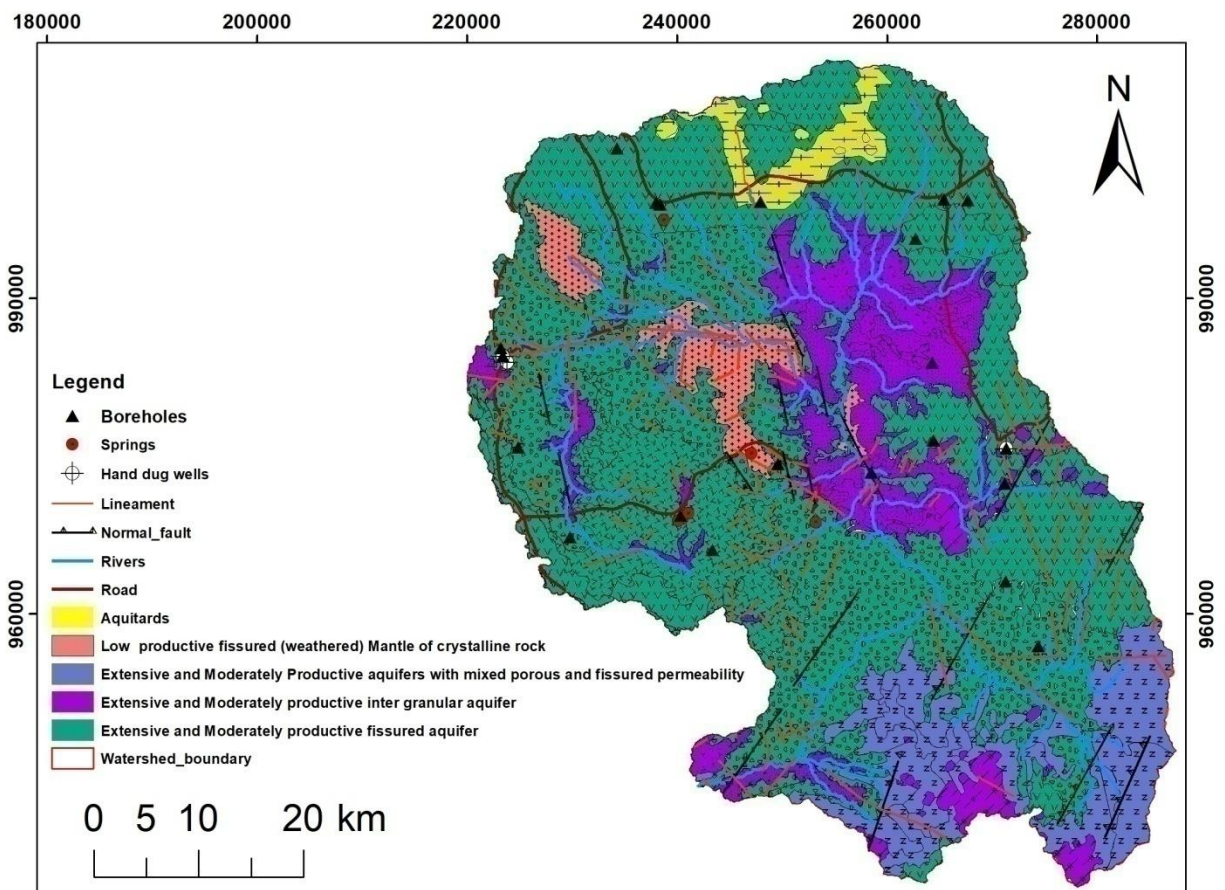 180000 200000 220000 240000 260000 280000
N
990000 990000
Legend
Boreholes
Springs
Hand dug wells
Lineament
Normal_fault
Rivers
Road
Aquitards
Low productive fissured (weathered) Mantle of crystalline rock
Extensive and Moderately Productive aquifers with mixed porous and fissured permeability
Extensive and Moderately productive inter granular aquifer
Extensive and Moderately productive fissured aquifer
Watershed_boundary
960000 960000
0 5 10 20 km